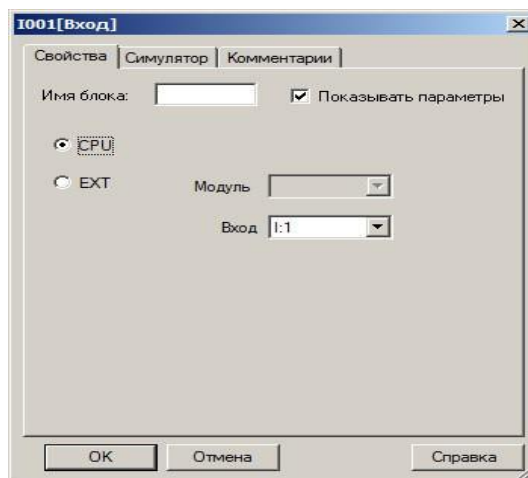 I001[Вход]
Свойства Симулятор Комментарии
Имя блока: Показывать параметры
CPU
EXT Модуль
Вход I:1
OK Отмена Справка